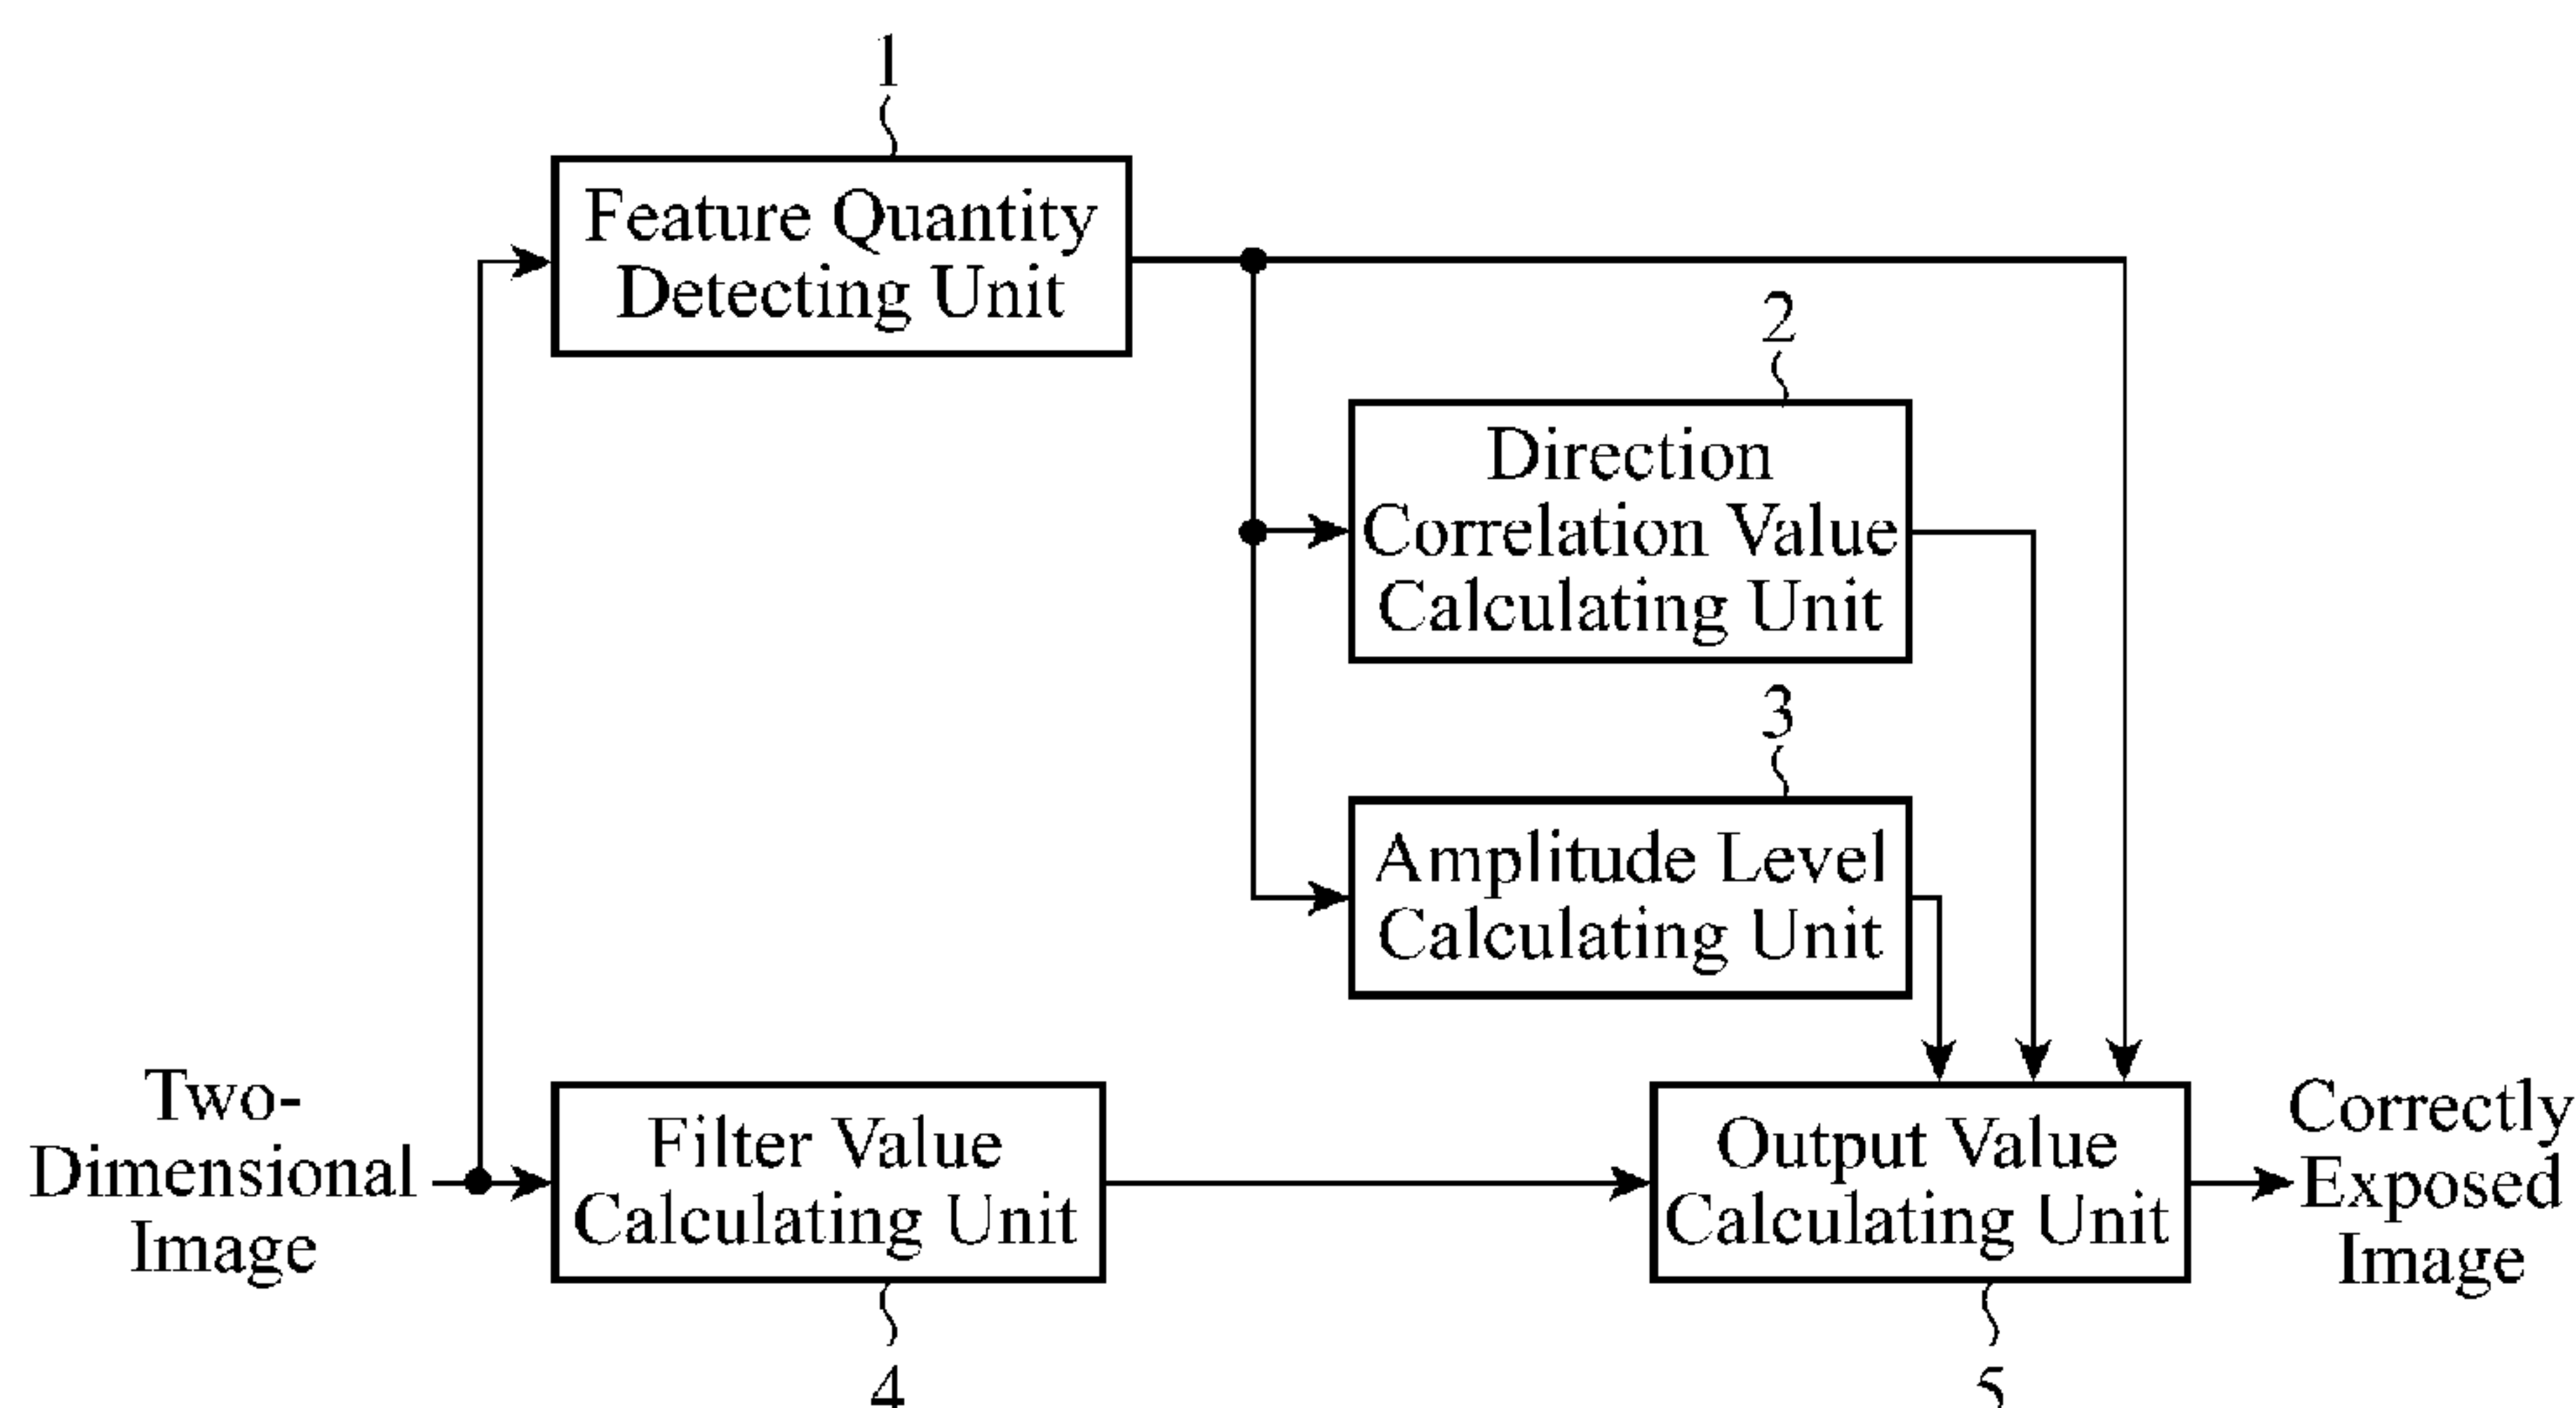 1
Feature Quantity
Detecting Unit
2
Direction
Correlation Value
Calculating Unit
3
Amplitude Level
Calculating Unit
Two-
Dimensional
Image
Filter Value
Calculating Unit
4
Output Value
Calculating Unit
5
Correctly
Exposed
Image